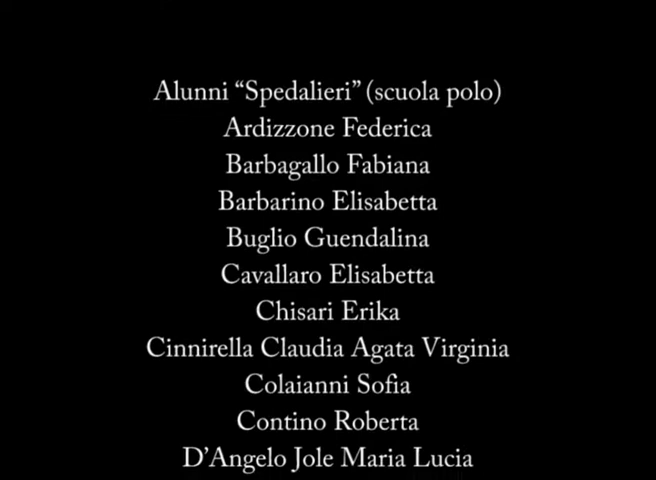 Alunni “Spedalieri” (scuola polo)
Ardizzone Federica
Barbagallo Fabiana
Barbarino Elisabetta
Buglio Guendalina
Cavallaro Elisabetta
Chisari Erika
Cinnirella Claudia Agata Virginia
Colaianni Sofia
Contino Roberta
D’Angelo Jole Maria Lucia